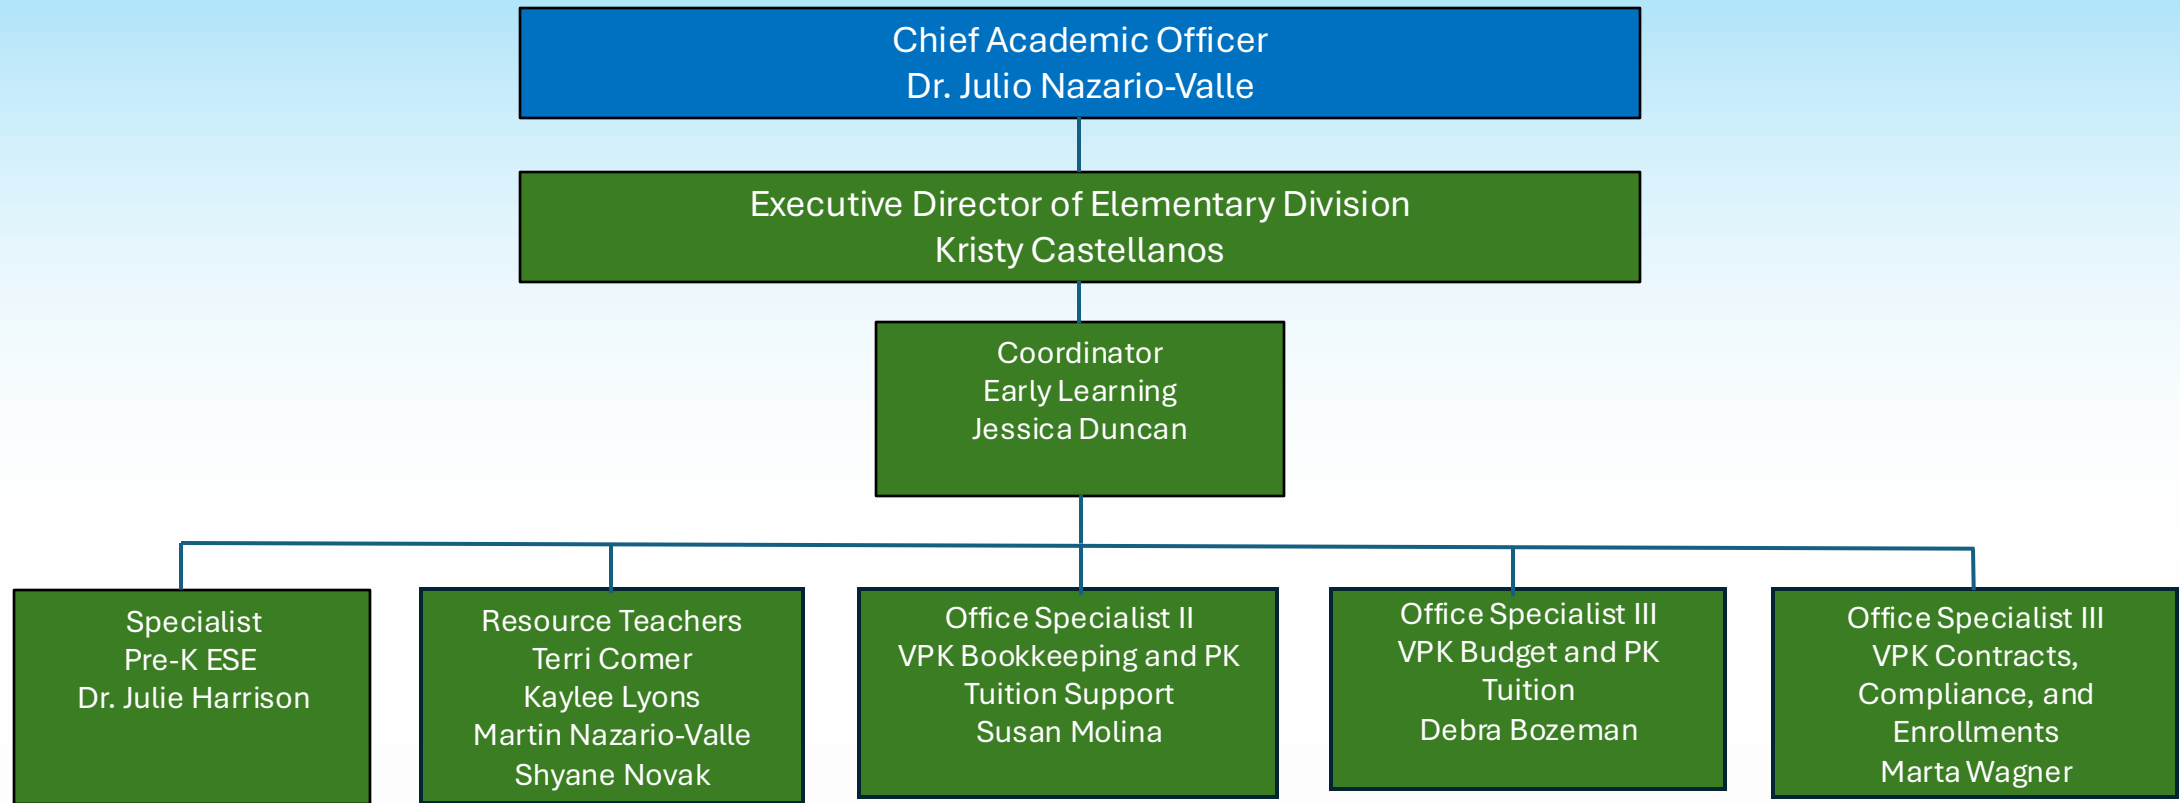 Chief Academic Officer
Dr. Julio Nazario-Valle
Executive Director of Elementary Division
Kristy Castellanos
Coordinator
Early Learning
Jessica Duncan
Specialist
Pre-K ESE
Dr. Julie Harrison
Resource Teachers
Terri Comer
Kaylee Lyons
Martin Nazario-Valle
Shyane Novak
Office Specialist II
VPK Bookkeeping and PK
Tuition Support
Susan Molina
Office Specialist III
VPK Budget and PK
Tuition
Debra Bozeman
Office Specialist III
VPK Contracts,
Compliance, and
Enrollments
Marta Wagner